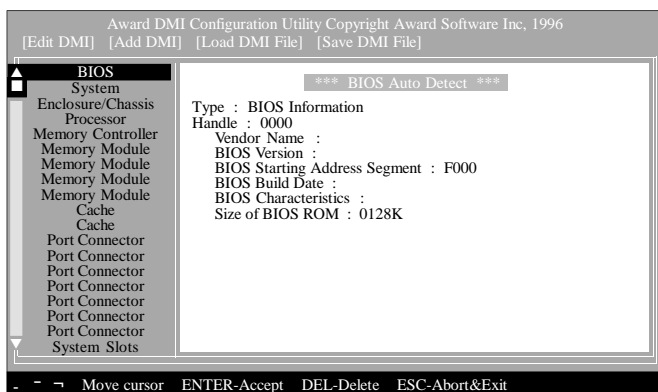 Award DMI Configuration Utility Copyright Award Software Inc, 1996
[Edit DMI] [Add DMI] [Load DMI File] [Save DMI File]
BIOS
System
Enclosure/Chassis
Processor
Memory Controller
Memory Module
Memory Module
Memory Module
Memory Module
Cache
Cache
Port Connector
Port Connector
Port Connector
Port Connector
Port Connector
Port Connector
Port Connector
System Slots
*** BIOS Auto Detect ***
Type : BIOS Information
Handle : 0000
Vendor Name :
BIOS Version :
BIOS Starting Address Segment : F000
BIOS Build Date :
BIOS Characteristics :
Size of BIOS ROM : 0128K
- ¯ ¬ Move cursor ENTER-Accept DEL-Delete ESC-Abort&Exit